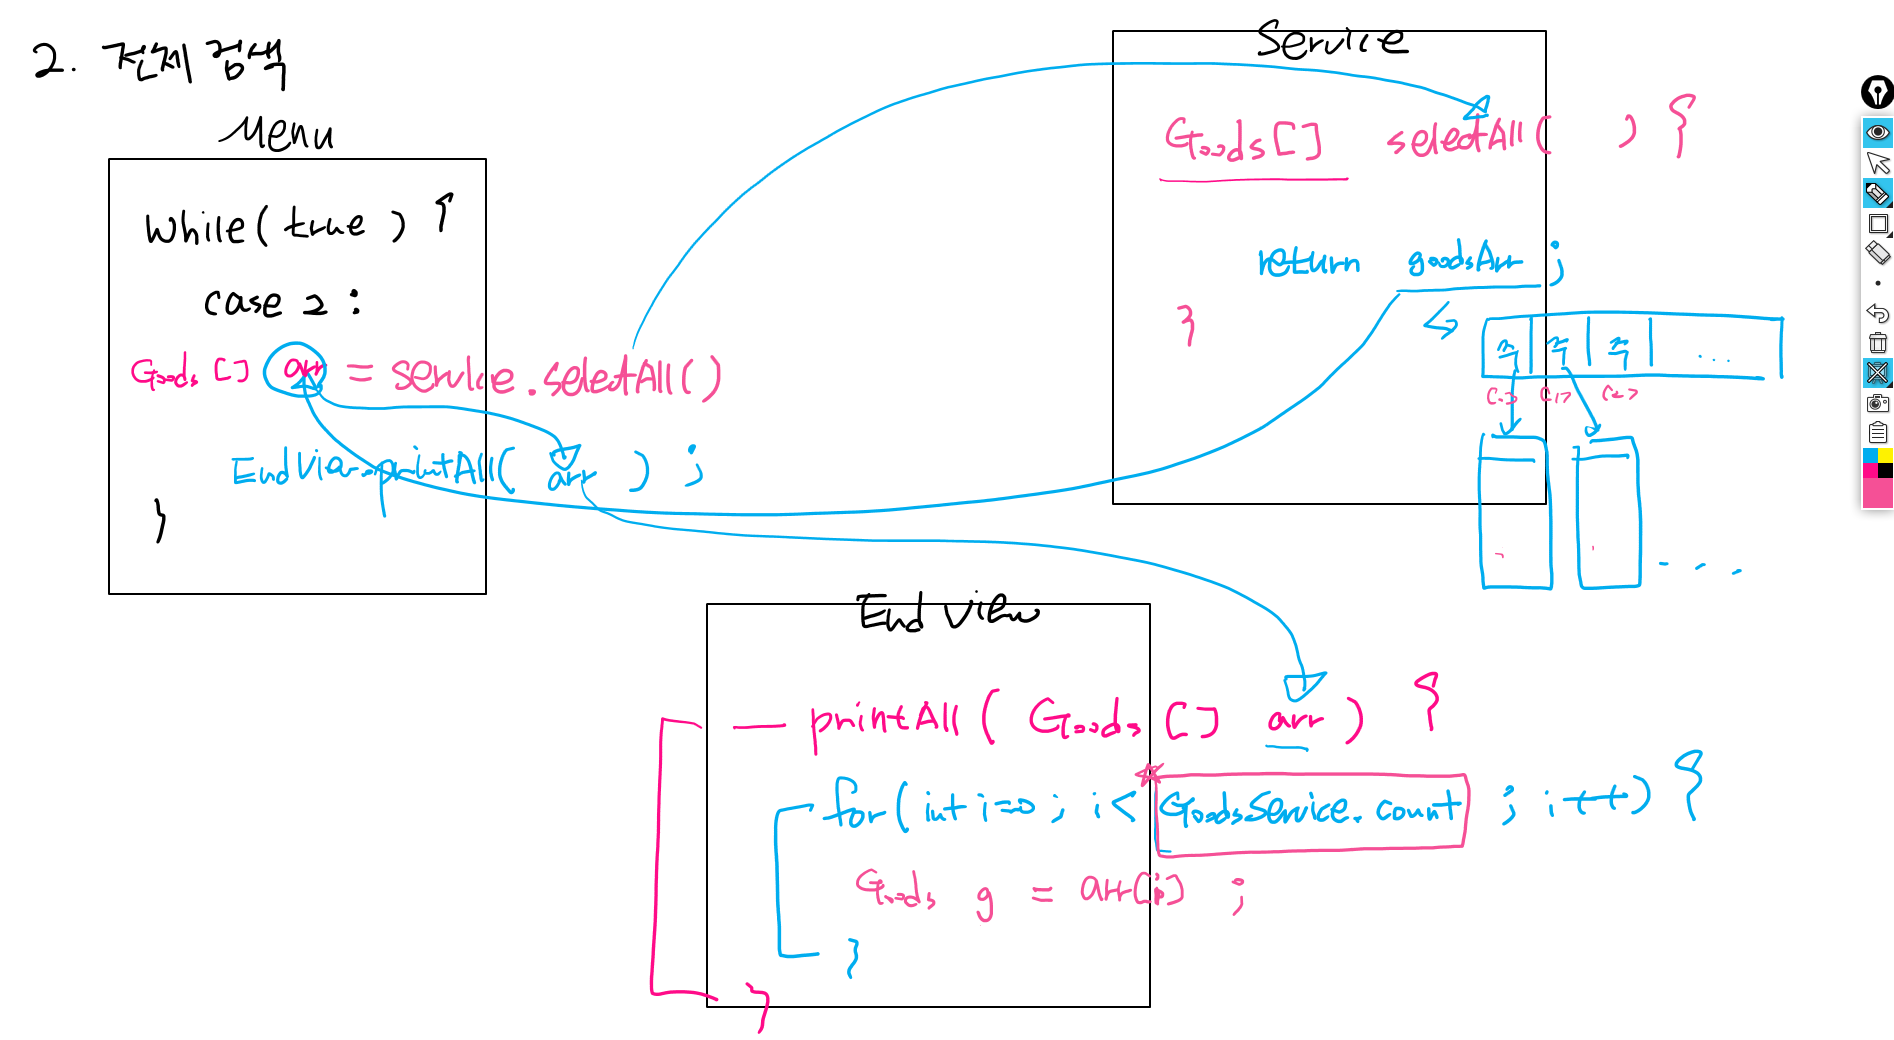 2. 전체 검색
Menu
While(true) {
case 2 :
Goods [] arr = service.selectAll()
EndView.printAll( arr ) ;
}
Service
Goods[] selectAll( ) {
return goodsArr ;
}
주 주 주 ...
[0] [1] [2]
. . .
End View
— printAll( Goods [] arr ) {
for( int i=0 ; i < GoodsService.count ; i++) {
Goods g = arr[i] ;
}
}